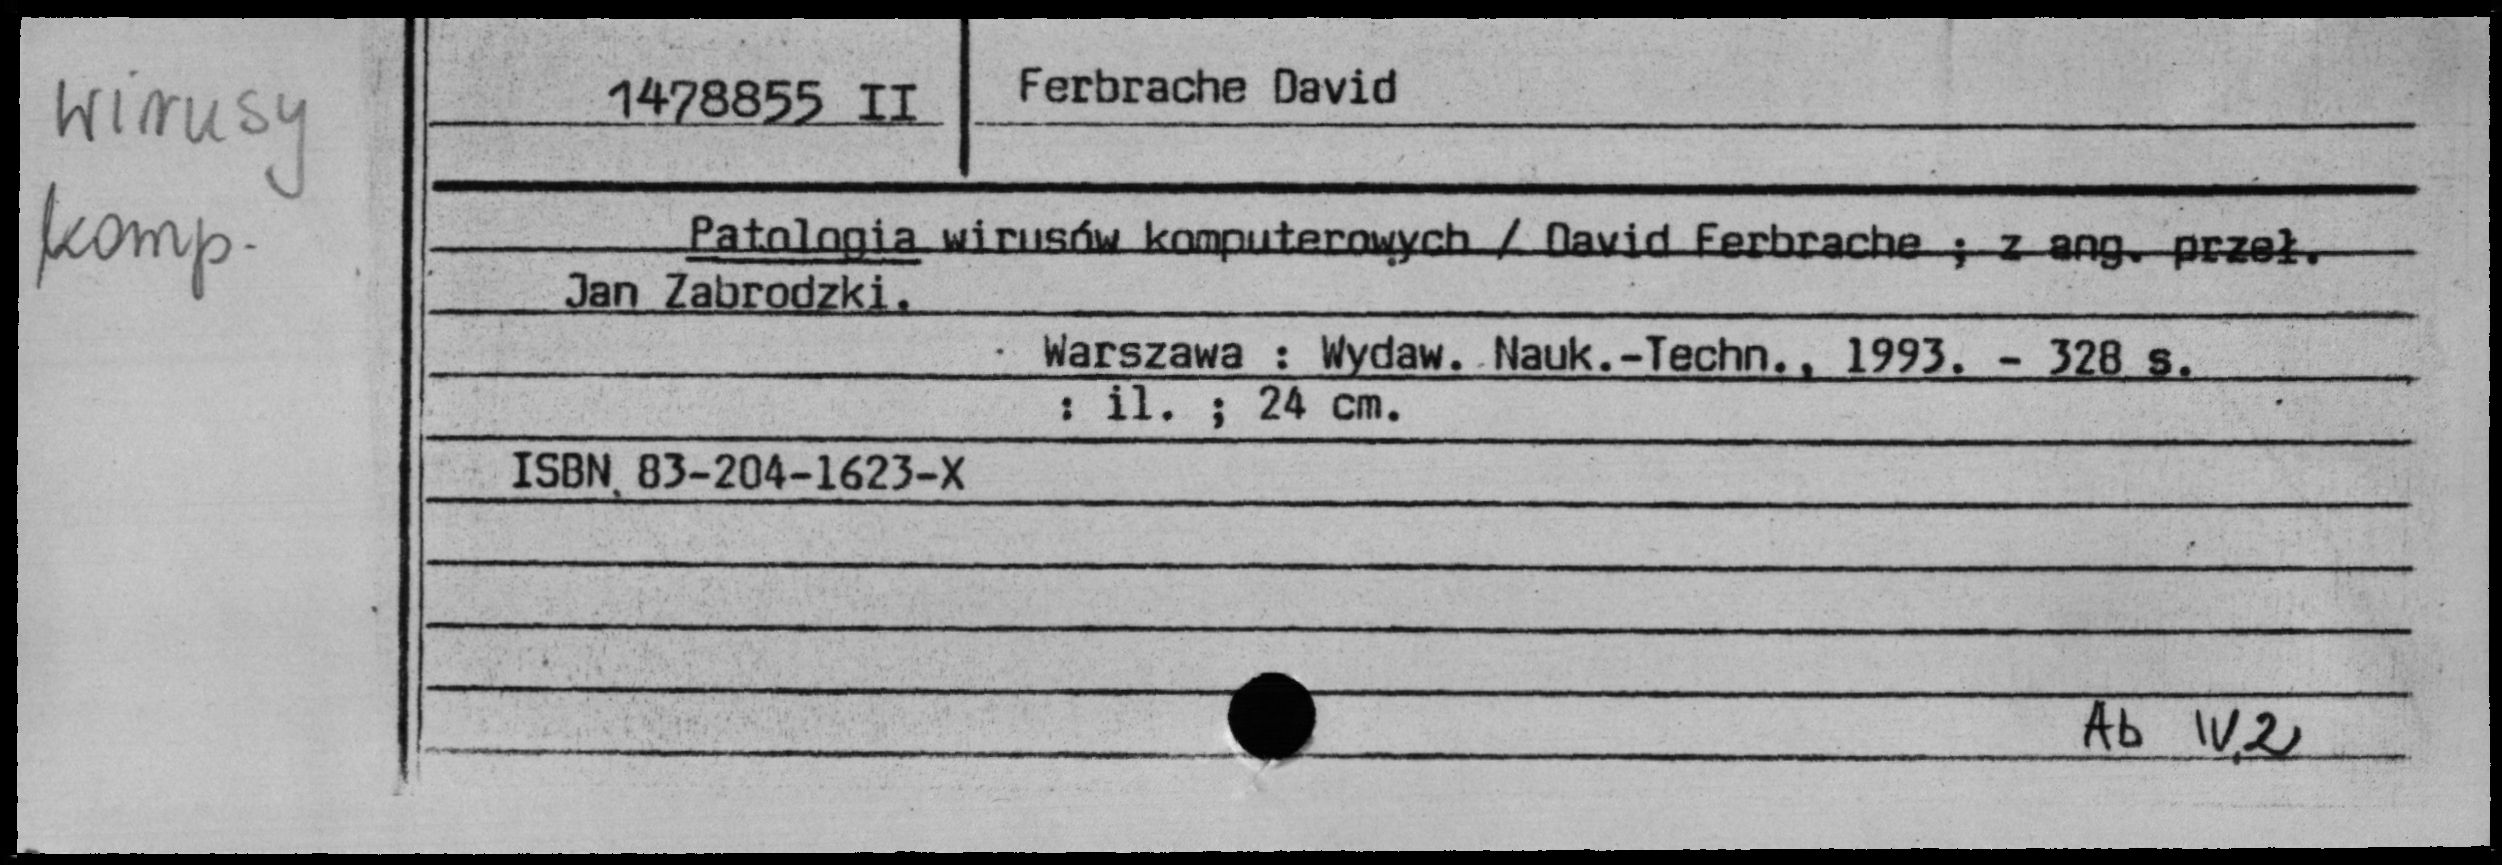 wirusy
komp.
1478855 II
Ferbrache David
Patologia wirusów komputerowych / David Ferbrache ; z ang. przeł.
Jan Zabrodzki.
Warszawa : Wydaw. Nauk.-Techn., 1993. - 328 s.
: il. ; 24 cm.
ISBN 83-204-1623-X
Ab IV,2